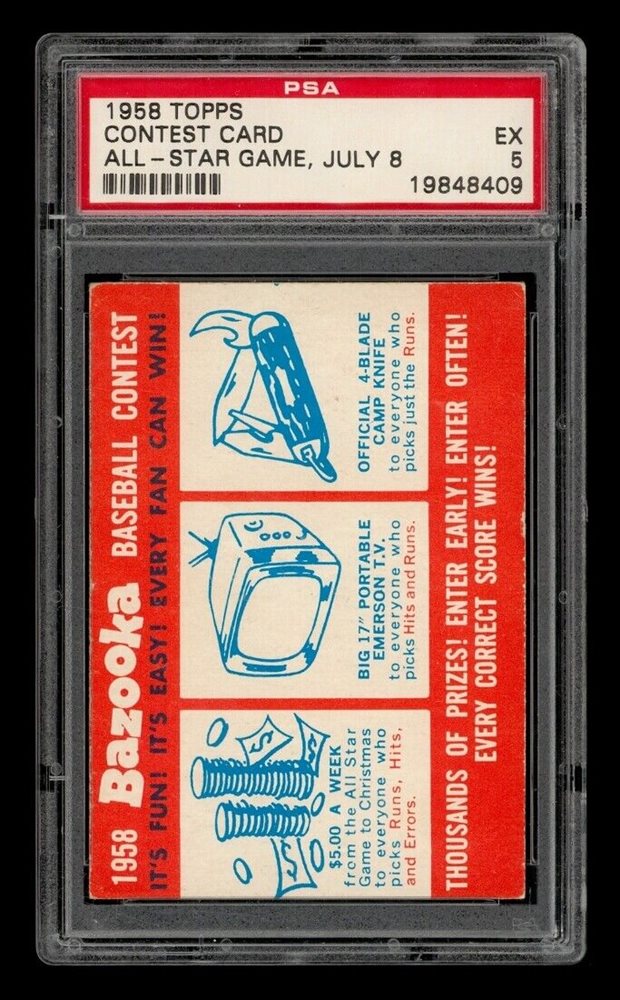 PSA
1958 TOPPS
CONTEST CARD EX
ALL-STAR GAME, JULY 8 5
19848409
1958 Bazooka BASEBALL CONTEST
IT'S FUN! IT'S EASY! EVERY FAN CAN WIN!
$5.00 A WEEK
from the All Star
Game to Christmas
to everyone who
picks Runs, Hits,
and Errors.
BIG 17" PORTABLE
EMERSON T.V.
to everyone who
picks Hits and Runs.
OFFICIAL 4-BLADE
CAMP KNIFE
to everyone who
picks just the Runs.
THOUSANDS OF PRIZES! ENTER EARLY! ENTER OFTEN!
EVERY CORRECT SCORE WINS!